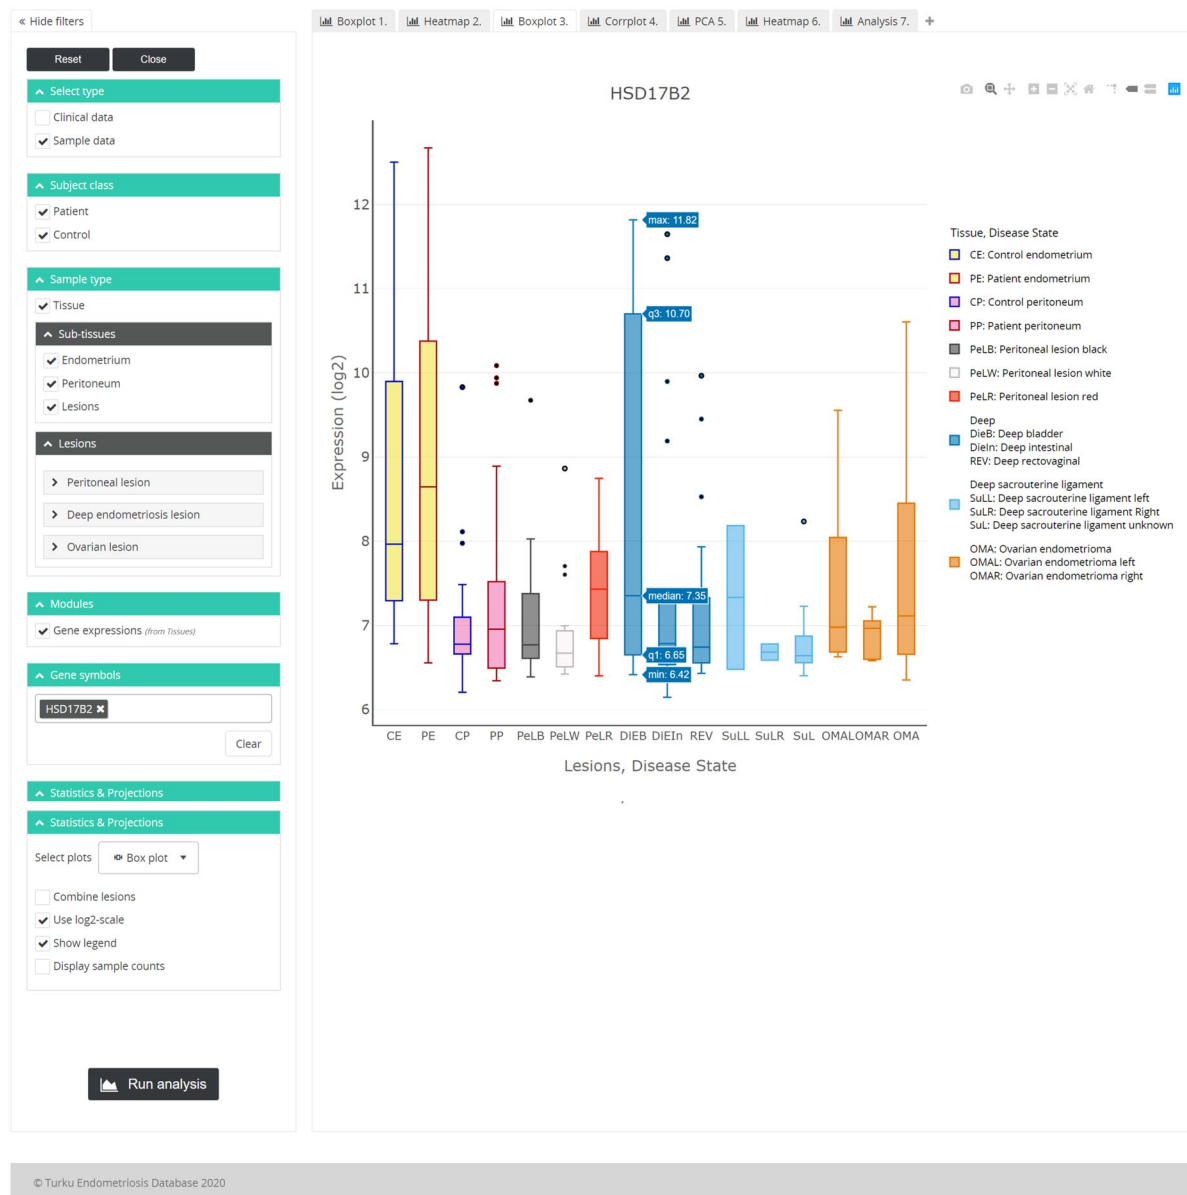 « Hide filters
Reset Close
Select type
Clinical data
Sample data
Subject class
Patient
Control
Sample type
Tissue
Sub-tissues
Endometrium
Peritoneum
Lesions
Lesions
Peritoneal lesion
Deep endometriosis lesion
Ovarian lesion
Modules
Gene expressions (from Tissues)
Gene symbols
HSD17B2 ✖
Clear
Statistics & Projections
Statistics & Projections
Select plots Box plot
Combine lesions
Use log2-scale
Show legend
Display sample counts
Run analysis
Boxplot 1. Heatmap 2. Boxplot 3. Corrplot 4. PCA 5. Heatmap 6. Analysis 7. +
HSD17B2
Expression (log2)
12
11
10
9
8
7
6
max: 11.82
q3: 10.70
median: 7.35
q1: 6.65
min: 6.42
CE PE CP PP PeLB PeLW PeLR DiEB DiEIn REV SuLL SuLR SuL OMAL OMAR OMA
Lesions, Disease State
Tissue, Disease State
CE: Control endometrium
PE: Patient endometrium
CP: Control peritoneum
PP: Patient peritoneum
PeLB: Peritoneal lesion black
PeLW: Peritoneal lesion white
PeLR: Peritoneal lesion red
Deep
DieB: Deep bladder
DieIn: Deep intestinal
REV: Deep rectovaginal
Deep sacrouterine ligament
SuLL: Deep sacrouterine ligament left
SuLR: Deep sacrouterine ligament Right
SuL: Deep sacrouterine ligament unknown
OMA: Ovarian endometrioma
OMAL: Ovarian endometrioma left
OMAR: Ovarian endometrioma right
© Turku Endometriosis Database 2020